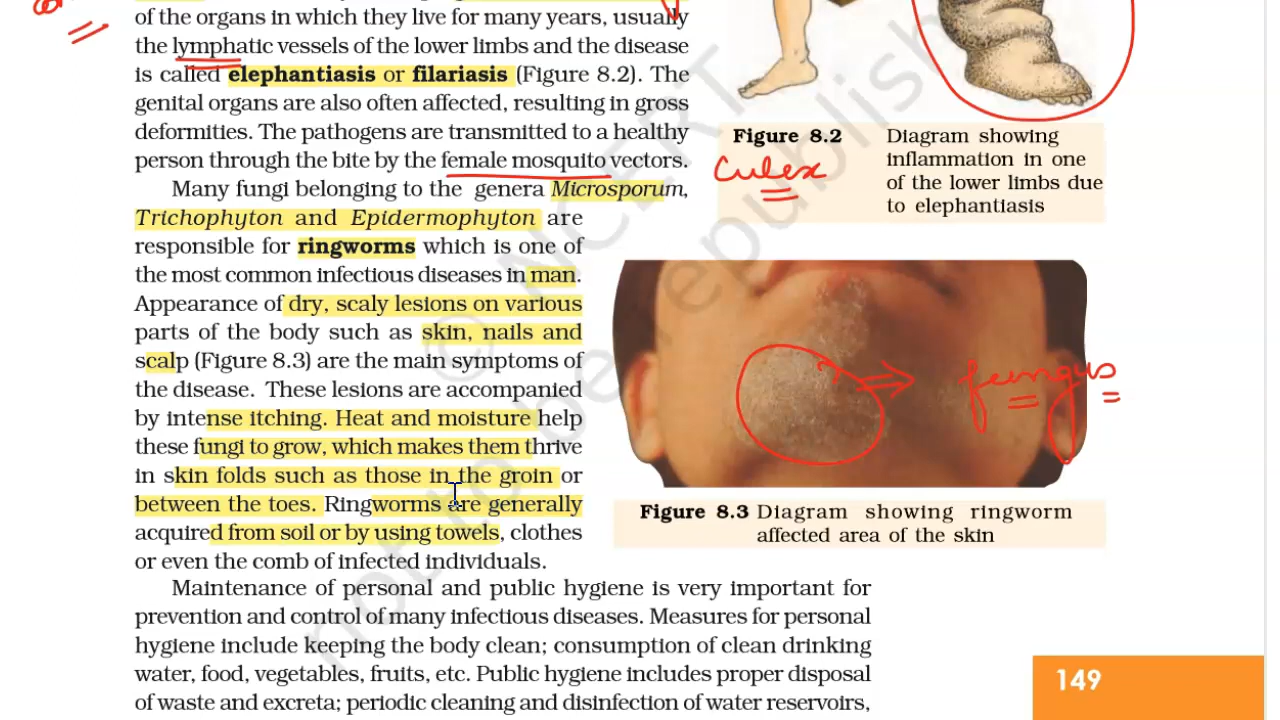 of the organs in which they live for many years, usually
the lymphatic vessels of the lower limbs and the disease
is called elephantiasis or filariasis (Figure 8.2). The
genital organs are also often affected, resulting in gross
deformities. The pathogens are transmitted to a healthy
person through the bite by the female mosquito vectors.
Figure 8.2 Diagram showing
inflammation in one
of the lower limbs due
to elephantiasis
Culex
Many fungi belonging to the genera Microsporum,
Trichophyton and Epidermophyton are
responsible for ringworms which is one of
the most common infectious diseases in man.
Appearance of dry, scaly lesions on various
parts of the body such as skin, nails and
scalp (Figure 8.3) are the main symptoms of
the disease. These lesions are accompanied
by intense itching. Heat and moisture help
these fungi to grow, which makes them thrive
in skin folds such as those in the groin or
between the toes. Ringworms are generally
acquired from soil or by using towels, clothes
or even the comb of infected individuals.
fungus
Figure 8.3 Diagram showing ringworm
affected area of the skin
Maintenance of personal and public hygiene is very important for
prevention and control of many infectious diseases. Measures for personal
hygiene include keeping the body clean; consumption of clean drinking
water, food, vegetables, fruits, etc. Public hygiene includes proper disposal
of waste and excreta; periodic cleaning and disinfection of water reservoirs,
149
© NCERT
not to be republish